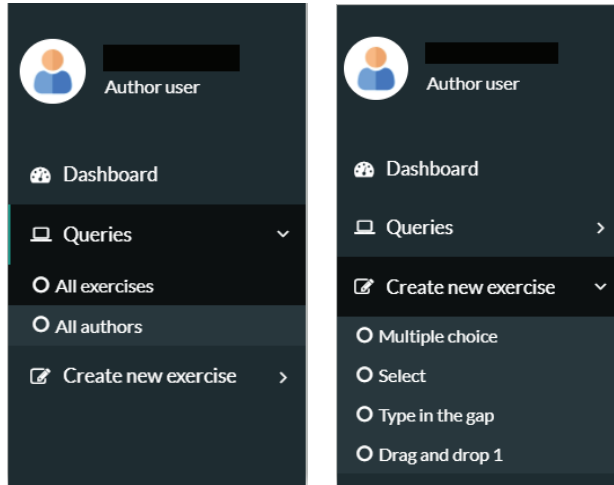 Author user
Dashboard
Queries
All exercises
All authors
Create new exercise
Author user
Dashboard
Queries
Create new exercise
Multiple choice
Select
Type in the gap
Drag and drop 1